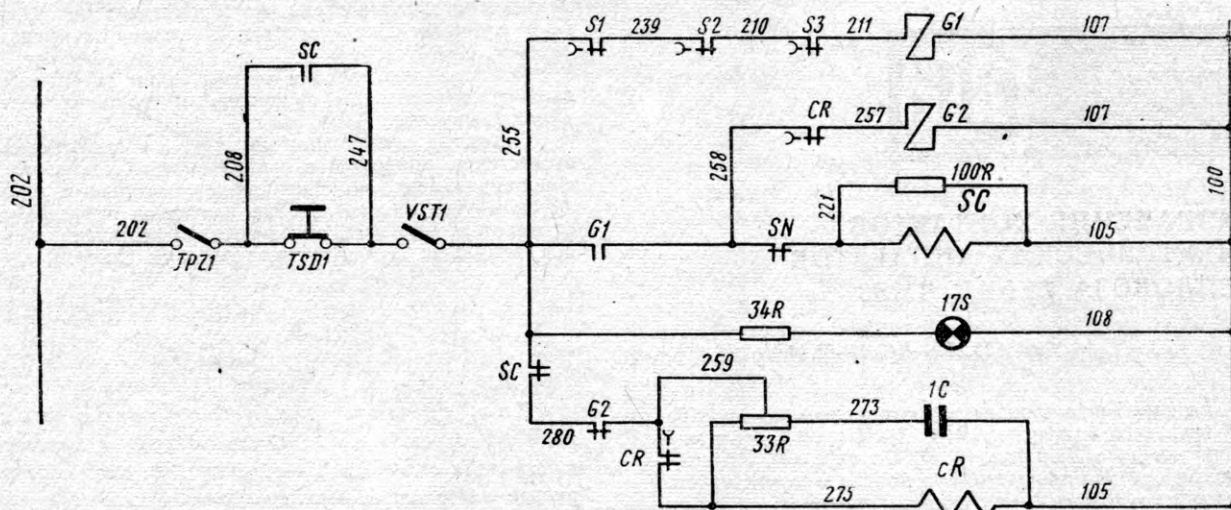 S1 239 S2 210 S3 211 G1 107
SC
CR 257 G2 107
208 247 255 258 100
202
221 100R
SC
202 JPZ1 TSD1 VST1 G1 SN 105
34R 17S 108
SC 259
280 G2 33R 273 1C
Y
CR 275 cR 105